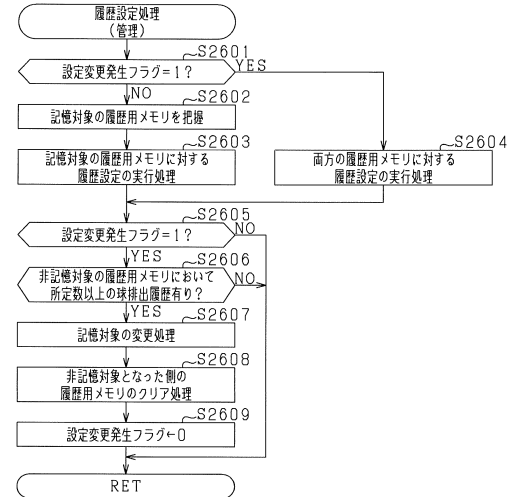 履歴設定処理
(管理)
S2601
設定変更発生フラグ=1?
YES
NO
S2602
記憶対象の履歴用メモリを把握
S2603
記憶対象の履歴用メモリに対する
履歴設定の実行処理
S2604
両方の履歴用メモリに対する
履歴設定の実行処理
S2605
設定変更発生フラグ=1?
NO
YES
S2606
非記憶対象の履歴用メモリにおいて
所定数以上の球排出履歴有り?
NO
YES
S2607
記憶対象の変更処理
S2608
非記憶対象となった側の
履歴用メモリのクリア処理
S2609
設定変更発生フラグ←0
RET